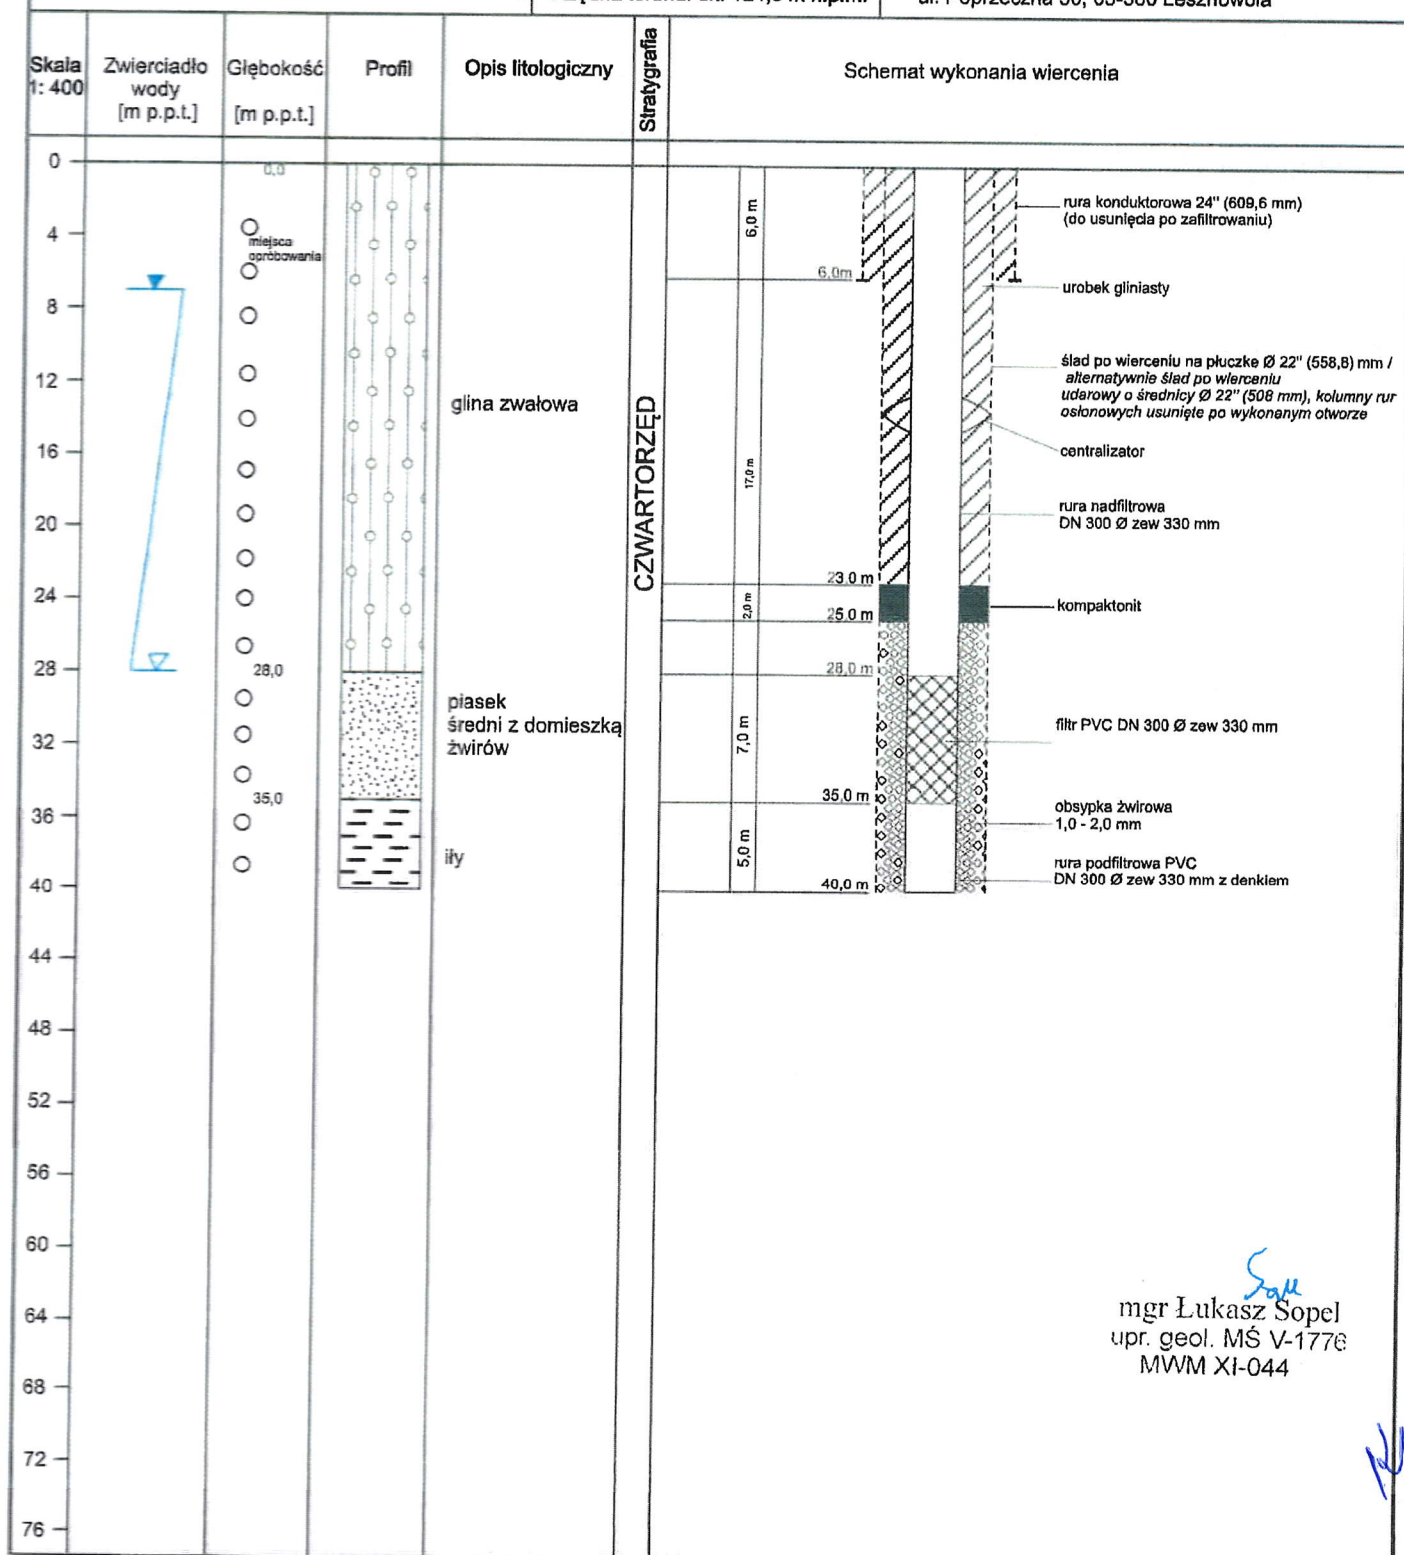 ul. Poprzeczna 50, 05-506 Lesznowola
Skala
1: 400
Zwierciadło
wody
[m p.p.t.]
Głębokość
[m p.p.t.]
Profil
Opis litologiczny
Stratygrafia
Schemat wykonania wiercenia
0
4
8
12
16
20
24
28
32
36
40
44
48
52
56
60
64
68
72
76
0,0
miejsca
opróbowania
28,0
35,0
glina zwałowa
piasek
średni z domieszką
żwirów
iły
CZWARTORZĘD
6,0 m
17,0 m
2,0 m
7,0 m
5,0 m
6,0m
23,0 m
25,0 m
28,0 m
35,0 m
40,0 m
rura konduktorowa 24" (609,6 mm)
(do usunięcia po zafiltrowaniu)
urobek gliniasty
ślad po wierceniu na płuczke Ø 22" (558,8) mm /
alternatywnie ślad po wierceniu
udarowy o średnicy Ø 22" (508 mm), kolumny rur
osłonowych usunięte po wykonanym otworze
centralizator
rura nadfiltrowa
DN 300 Ø zew 330 mm
kompaktonit
filtr PVC DN 300 Ø zew 330 mm
obsypka żwirowa
1,0 - 2,0 mm
rura podfiltrowa PVC
DN 300 Ø zew 330 mm z denkiem
mgr Łukasz Sopel
upr. geol. MŚ V-1776
MWM XI-044